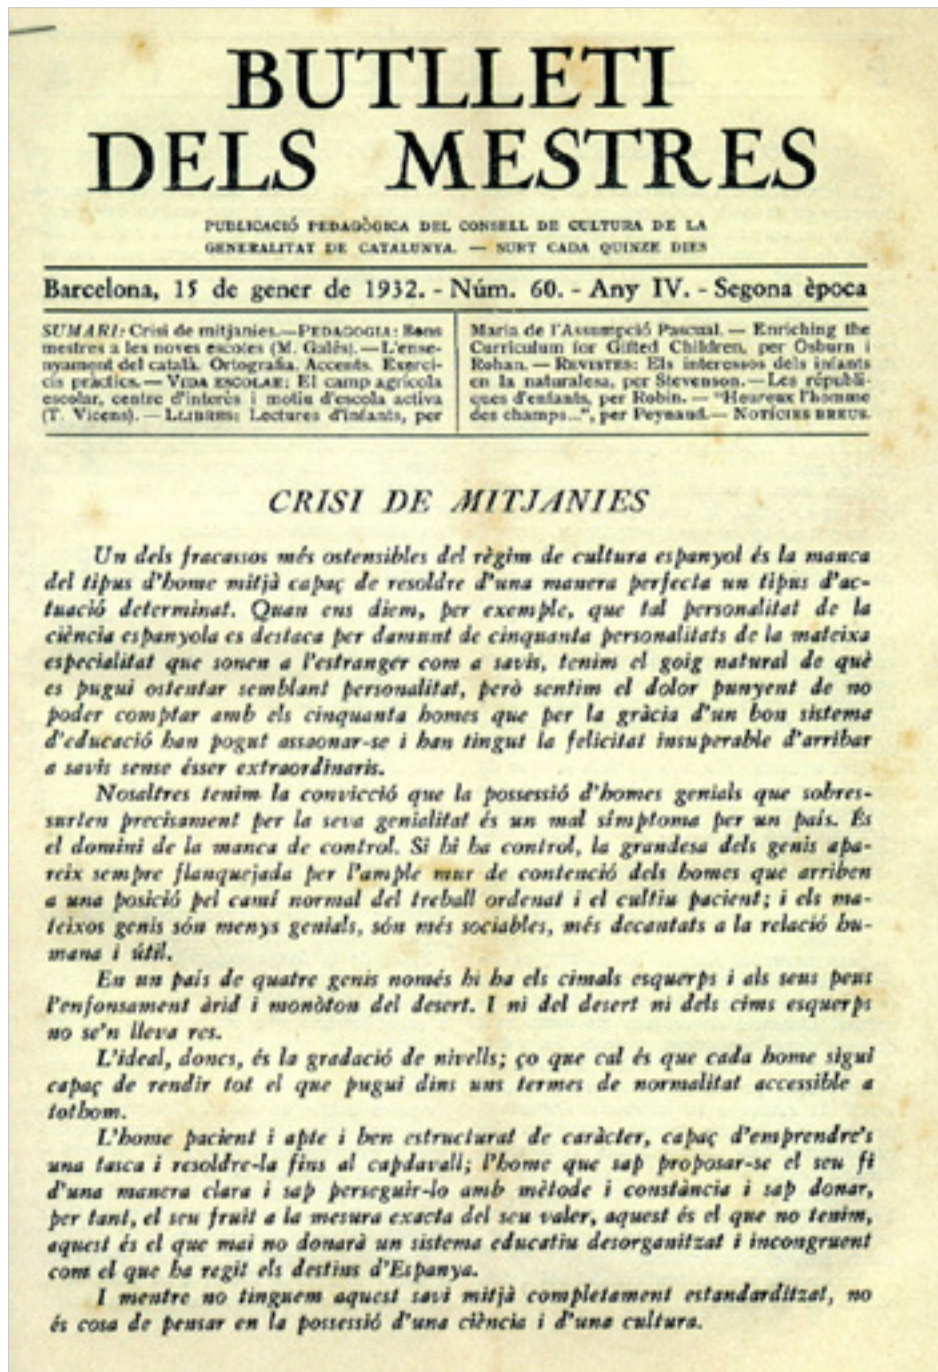 BUTLLETI
DELS MESTRES
PUBLICACIÓ PEDAGÒGICA DEL CONSELL DE CULTURA DE LA
GENERALITAT DE CATALUNYA. — SURT CADA QUINZE DIES
Barcelona, 15 de gener de 1932. - Núm. 60. - Any IV. - Segona època
SUMARI: Crisi de mitjanies.—PEDAGOGIA: Bons
mestres a les noves escoles (M. Galés).—L'ense-
nyament del català. Ortografia. Accents. Exerci-
cis pràctics.—VIDA ESCOLAR: El camp agrícola
escolar, centre d'interès i motiu d'escola activa
(T. Vicens).—LLIBRES: Lectures d'infants, per
Maria de l'Assumpció Pascual.— Enriching the
Curriculum for Gifted Children, per Osburn i
Rohan.—REVISTES: Els interessos dels infants
en la naturalesa, per Stevenson.—Les républi-
ques d'enfants, per Robin.— "Heureux l'homme
des champs...", per Peynaud.— NOTÍCIES BREUS.
CRISI DE MITJANIES
Un dels fracassos més ostensibles del règim de cultura espanyol és la manca
del tipus d'home mitjà capaç de resoldre d'una manera perfecta un tipus d'ac-
tuació determinat. Quan ens diem, per exemple, que tal personalitat de la
ciència espanyola es destaca per damunt de cinquanta personalitats de la mateixa
especialitat que sonen a l'estranger com a savis, tenim el goig natural de què
es pugui ostentar semblant personalitat, però sentim el dolor punyent de no
poder comptar amb els cinquanta homes que per la gràcia d'un bon sistema
d'educació han pogut assaonar-se i han tingut la felicitat insuperable d'arribar
a savis sense ésser extraordinaris.
Nosaltres tenim la convicció que la possessió d'homes genials que sobres-
surten precisament per la seva genialitat és un mal símptoma per un país. És
el domini de la manca de control. Si hi ha control, la grandesa dels genis apa-
reix sempre flanquejada per l'ample mur de contenció dels homes que arriben
a una posició pel camí normal del treball ordenat i el cultiu pacient; i els ma-
teixos genis són menys genials, són més sociables, més decantats a la relació hu-
mana i útil.
En un país de quatre genis només hi ha els cimals esquerps i als seus peus
l'enfonsament àrid i monòton del desert. I ni del desert ni dels cims esquerps
no se'n lleva res.
L'ideal, doncs, és la gradació de nivells; ço que cal és que cada home sigui
capaç de rendir tot el que pugui dins uns termes de normalitat accessible a
tothom.
L'home pacient i apte i ben estructurat de caràcter, capaç d'emprendre's
una tasca i resoldre-la fins al capdavall; l'home que sap proposar-se el seu fi
d'una manera clara i sap perseguir-lo amb mètode i constància i sap donar,
per tant, el seu fruit a la mesura exacta del seu valer, aquest és el que no tenim,
aquest és el que mai no donarà un sistema educatiu desorganitzat i incongruent
com el que ha regit els destins d'Espanya.
I mentre no tinguem aquest savi mitjà completament estandarditzat, no
és cosa de pensar en la possessió d'una ciència i d'una cultura.